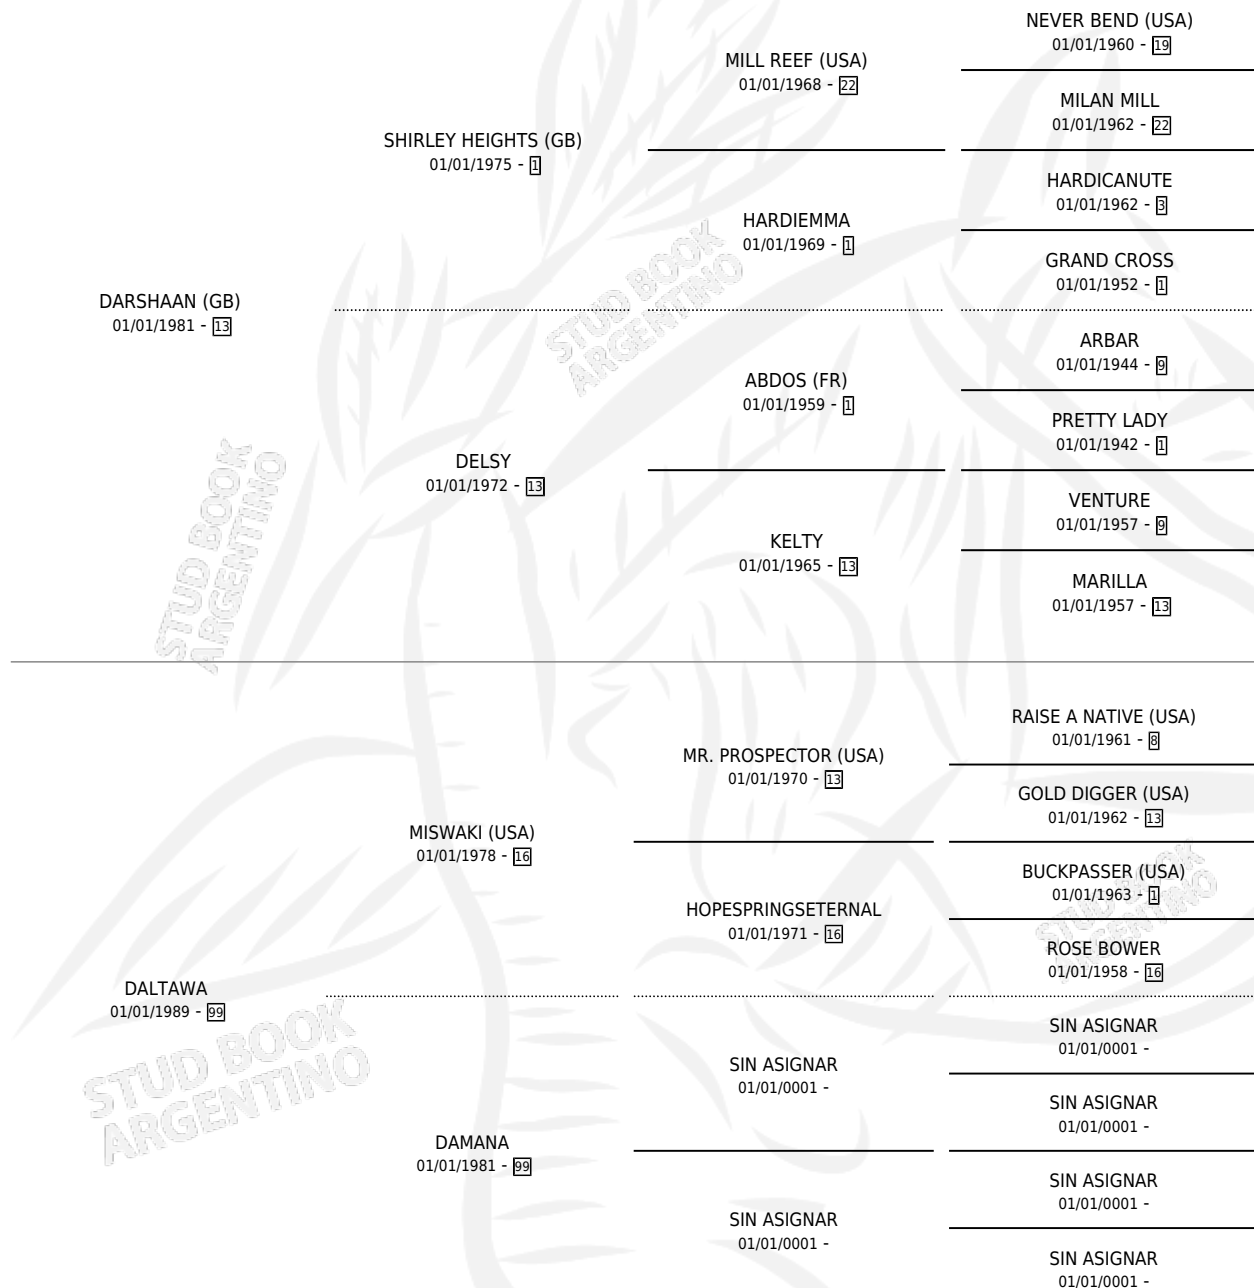 NEVER BEND (USA)
01/01/1960 - 19
MILL REEF (USA)
01/01/1968 - 22
MILAN MILL
01/01/1962 - 22
SHIRLEY HEIGHTS (GB)
01/01/1975 - 1
HARDICANUTE
01/01/1962 - 3
HARDIEMMA
01/01/1969 - 1
GRAND CROSS
01/01/1952 - 1
DARSHAAN (GB)
01/01/1981 - 13
ARBAR
01/01/1944 - 9
ABDOS (FR)
01/01/1959 - 1
PRETTY LADY
01/01/1942 - 1
DELSY
01/01/1972 - 13
VENTURE
01/01/1957 - 9
KELTY
01/01/1965 - 13
MARILLA
01/01/1957 - 13
RAISE A NATIVE (USA)
01/01/1961 - 8
MR. PROSPECTOR (USA)
01/01/1970 - 13
GOLD DIGGER (USA)
01/01/1962 - 13
MISWAKI (USA)
01/01/1978 - 16
BUCKPASSER (USA)
01/01/1963 - 1
HOPESPRINGSETERNAL
01/01/1971 - 16
ROSE BOWER
01/01/1958 - 16
DALTAWA
01/01/1989 - 99
SIN ASIGNAR
01/01/0001 -
SIN ASIGNAR
01/01/0001 -
SIN ASIGNAR
01/01/0001 -
DAMANA
01/01/1981 - 99
SIN ASIGNAR
01/01/0001 -
SIN ASIGNAR
01/01/0001 -
SIN ASIGNAR
01/01/0001 -
STUD BOOK
ARGENTINO
STUD BOOK
ARGENTINO
STUD BOOK
ARGENTINO
STUD BOOK
ARGENTINO